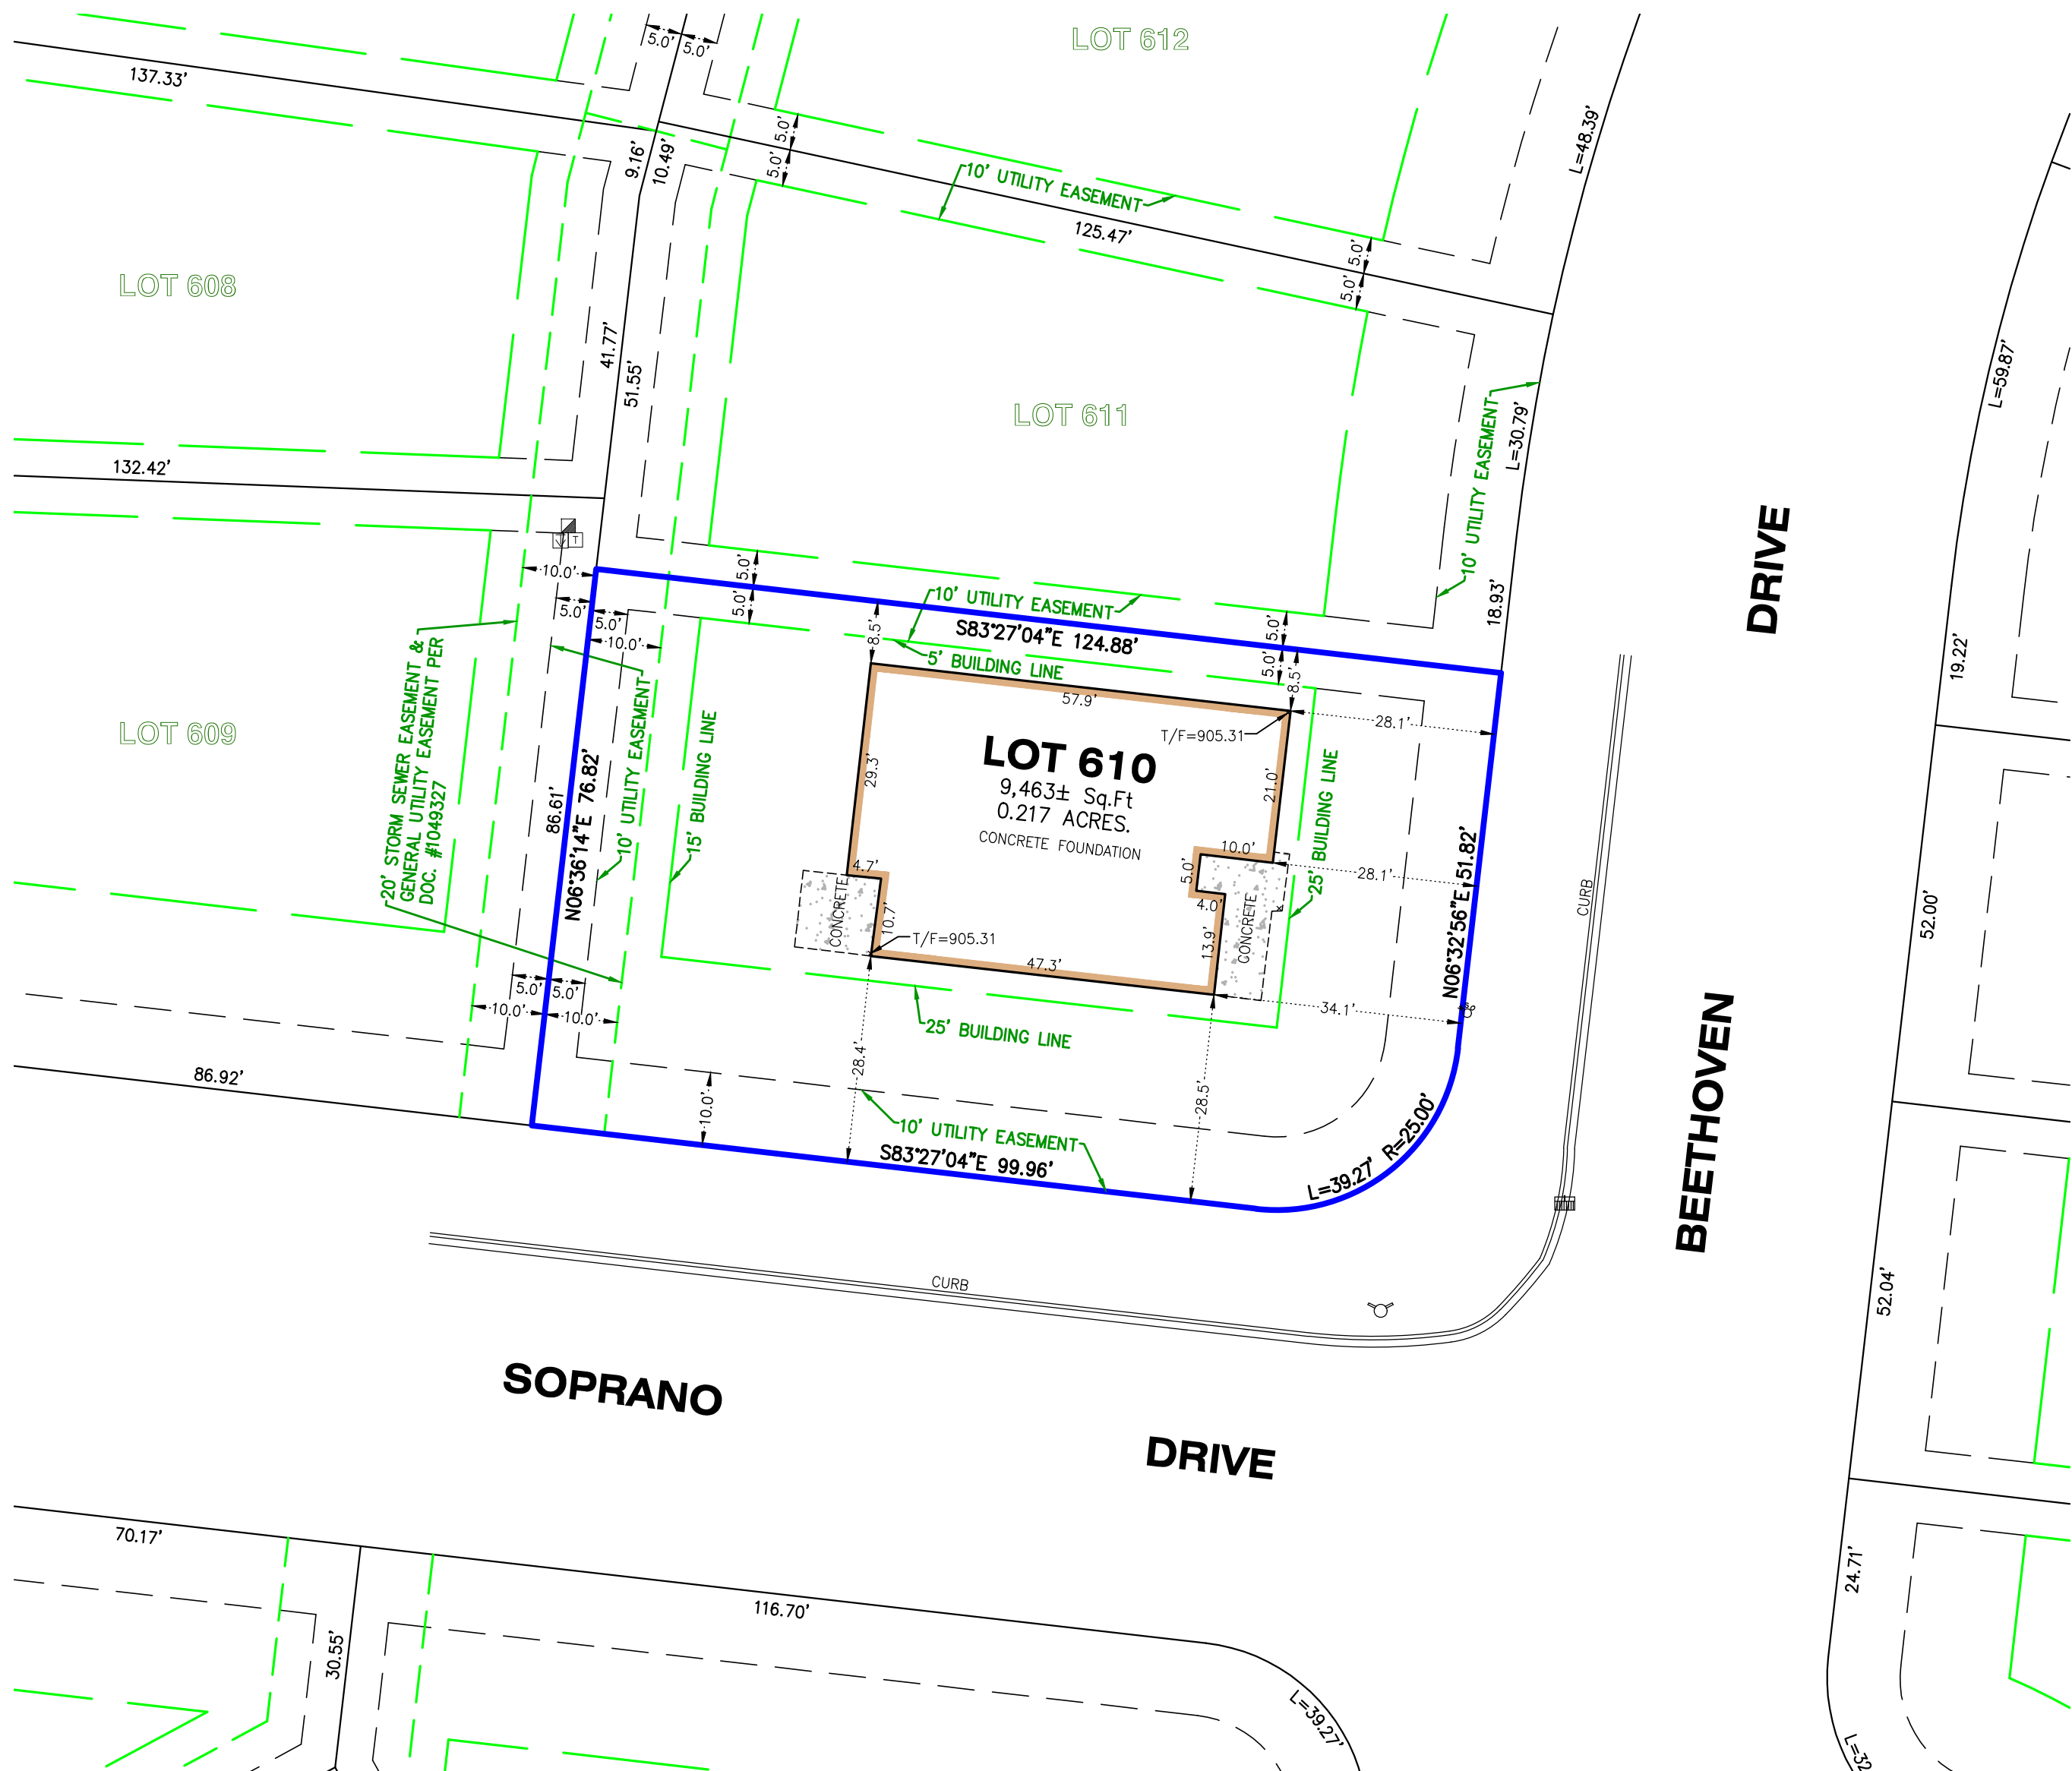 5.0'
5.0'
LOT 612
137.33'
L=48.39'
9.16'
10.49'
5.0'
5.0'
10' UTILITY EASEMENT
125.47'
5.0'
5.0'
LOT 608
41.77'
51.55'
LOT 611
L=30.79'
10' UTILITY EASEMENT
L=59.87'
132.42'
T
DRIVE
10.0'
5.0'
5.0'
10.0'
5.0'
5.0'
18.93'
19.22'
10' UTILITY EASEMENT
S83°27'04"E 124.88'
5.0'
5.0'
8.5'
8.5'
5' BUILDING LINE
57.9'
28.1'
T/F=905.31
LOT 609
20' STORM SEWER EASEMENT &
GENERAL UTILITY EASEMENT PER
DOC. #1049327
86.61'
N06°36'14"E 76.82'
10' UTILITY EASEMENT
15' BUILDING LINE
29.3'
LOT 610
9,463± Sq.Ft
0.217 ACRES.
CONCRETE FOUNDATION
21.0'
25' BUILDING LINE
10.0'
5.0'
4.0'
28.1'
N06°32'56"E 51.82'
CURB
52.00'
4.7'
CONCRETE
10.7'
T/F=905.31
47.3'
13.9'
CONCRETE
34.1'
5.0'
5.0'
10.0'
10.0'
25' BUILDING LINE
28.4'
28.5'
86.92'
10.0'
10' UTILITY EASEMENT
S83°27'04"E 99.96'
L=39.27' R=25.00'
BEETHOVEN
CURB
52.04'
SOPRANO
DRIVE
70.17'
116.70'
30.55'
24.71'
L=39.27'
L=32